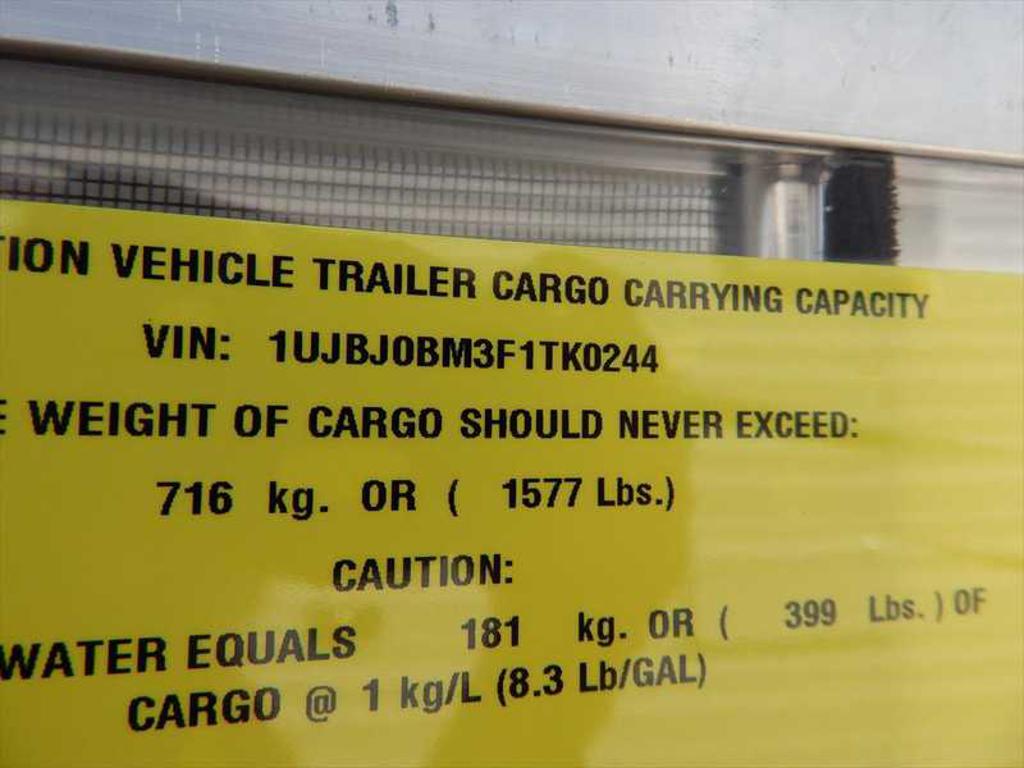 TION VEHICLE TRAILER CARGO CARRYING CAPACITY
VIN: 1UJBJ0BM3F1TK0244
E WEIGHT OF CARGO SHOULD NEVER EXCEED:
716 kg. OR ( 1577 Lbs.)
CAUTION:
WATER EQUALS 181 kg. OR ( 399 Lbs. ) OF
CARGO @ 1 kg/L (8.3 Lb/GAL)